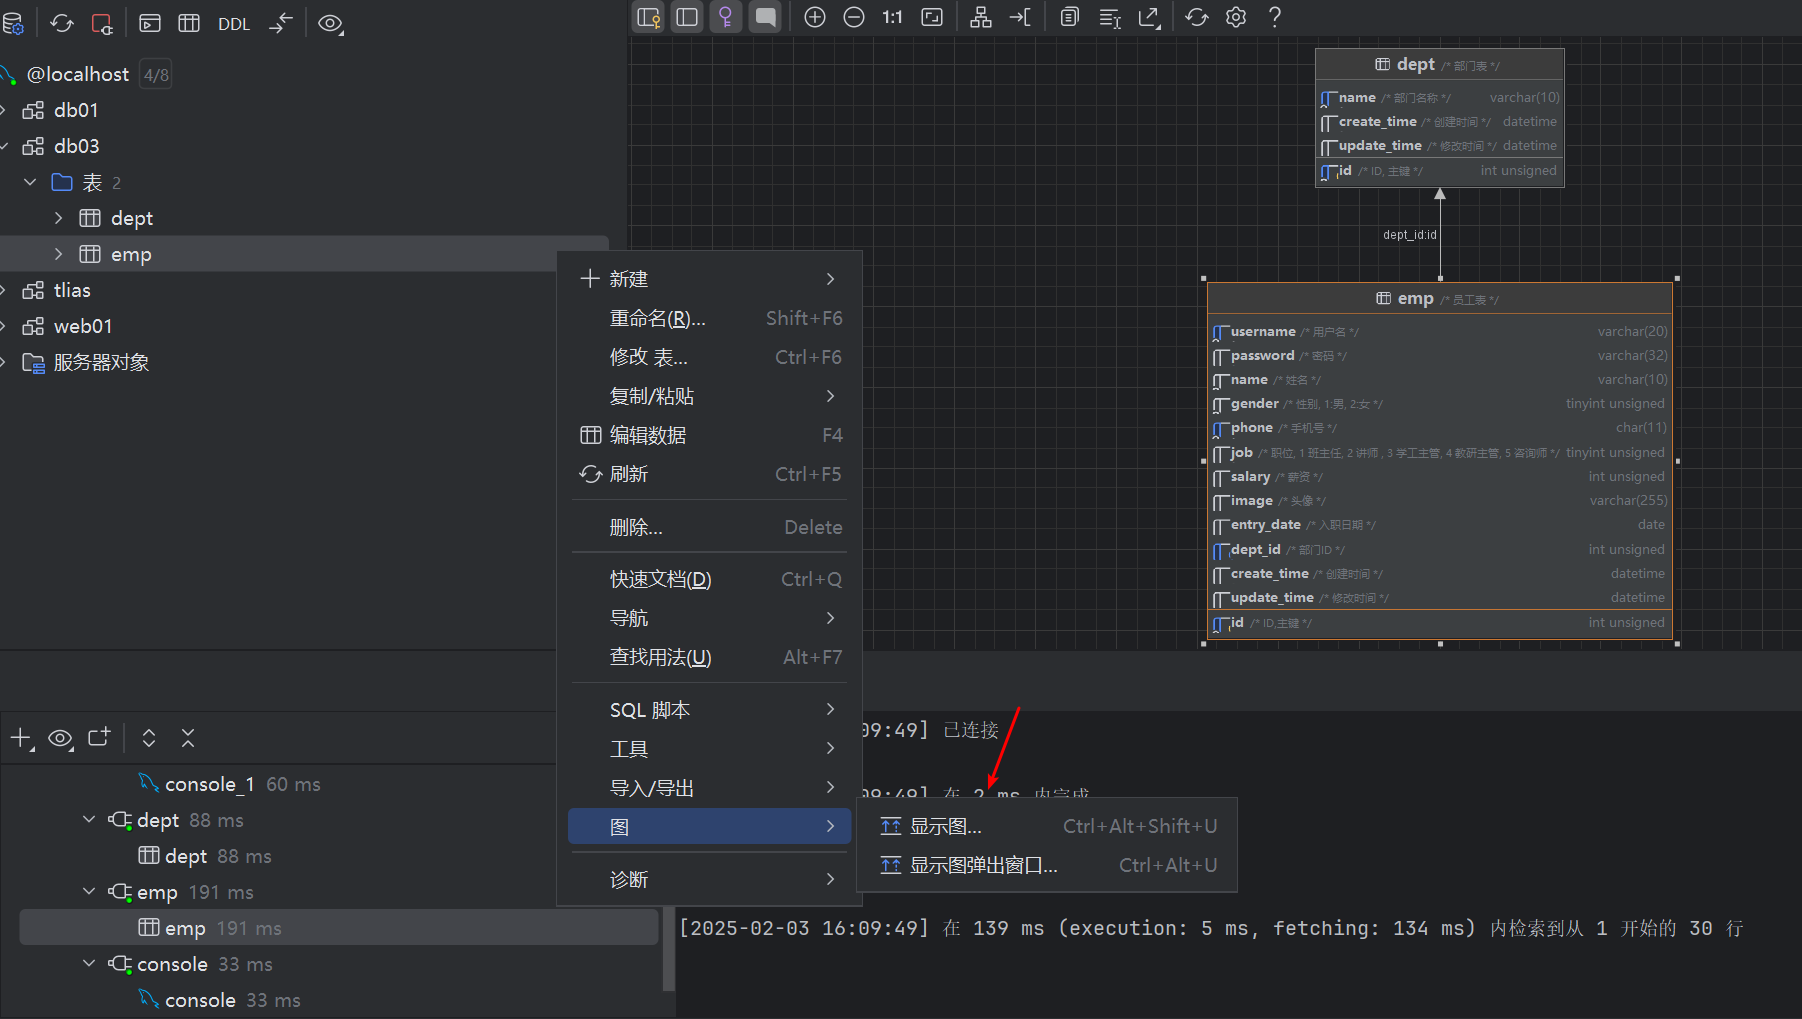 DDL
1:1
@localhost 4/8
db01
db03
表 2
dept
emp
tlias
web01
服务器对象
新建
重命名(R)... Shift+F6
修改 表... Ctrl+F6
复制/粘贴
编辑数据 F4
刷新 Ctrl+F5
删除... Delete
快速文档(D) Ctrl+Q
导航
查找用法(U) Alt+F7
SQL 脚本
工具
导入/导出
图
诊断
显示图... Ctrl+Alt+Shift+U
显示图弹出窗口... Ctrl+Alt+U
dept /* 部门表 */
name /* 部门名称 */ varchar(10)
create_time /* 创建时间 */ datetime
update_time /* 修改时间 */ datetime
id /* ID, 主键 */ int unsigned
dept_id:id
emp /* 员工表 */
username /* 用户名 */ varchar(20)
password /* 密码 */ varchar(32)
name /* 姓名 */ varchar(10)
gender /* 性别, 1:男, 2:女 */ tinyint unsigned
phone /* 手机号 */ char(11)
job /* 职位, 1 班主任, 2 讲师 , 3 学工主管, 4 教研主管, 5 咨询师 */ tinyint unsigned
salary /* 薪资 */ int unsigned
image /* 头像 */ varchar(255)
entry_date /* 入职日期 */ date
dept_id /* 部门ID */ int unsigned
create_time /* 创建时间 */ datetime
update_time /* 修改时间 */ datetime
id /* ID,主键 */ int unsigned
console_1 60 ms
dept 88 ms
dept 88 ms
emp 191 ms
emp 191 ms
console 33 ms
console 33 ms
09:49] 已连接
09:49] 在 2 ms 内完成
[2025-02-03 16:09:49] 在 139 ms (execution: 5 ms, fetching: 134 ms) 内检索到从 1 开始的 30 行